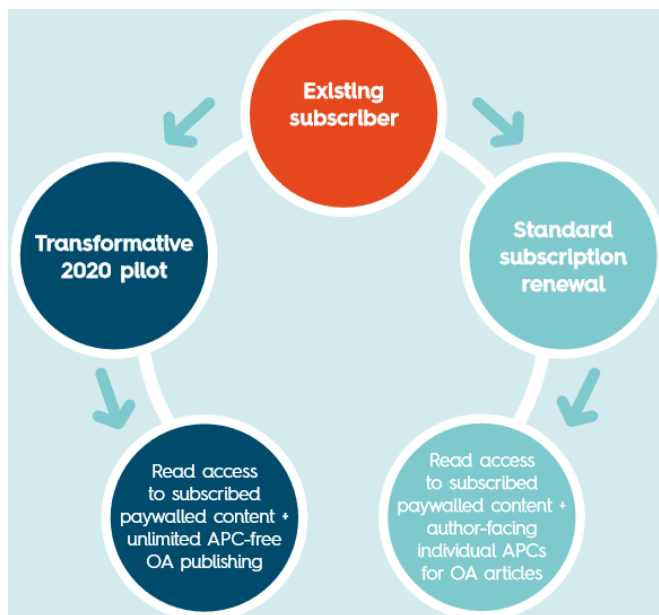 Existing
subscriber
Transformative
2020 pilot
Standard
subscription
renewal
Read access
to subscribed
paywalled content +
unlimited APC-free
OA publishing
Read access
to subscribed
paywalled content +
author-facing
individual APCs
for OA articles